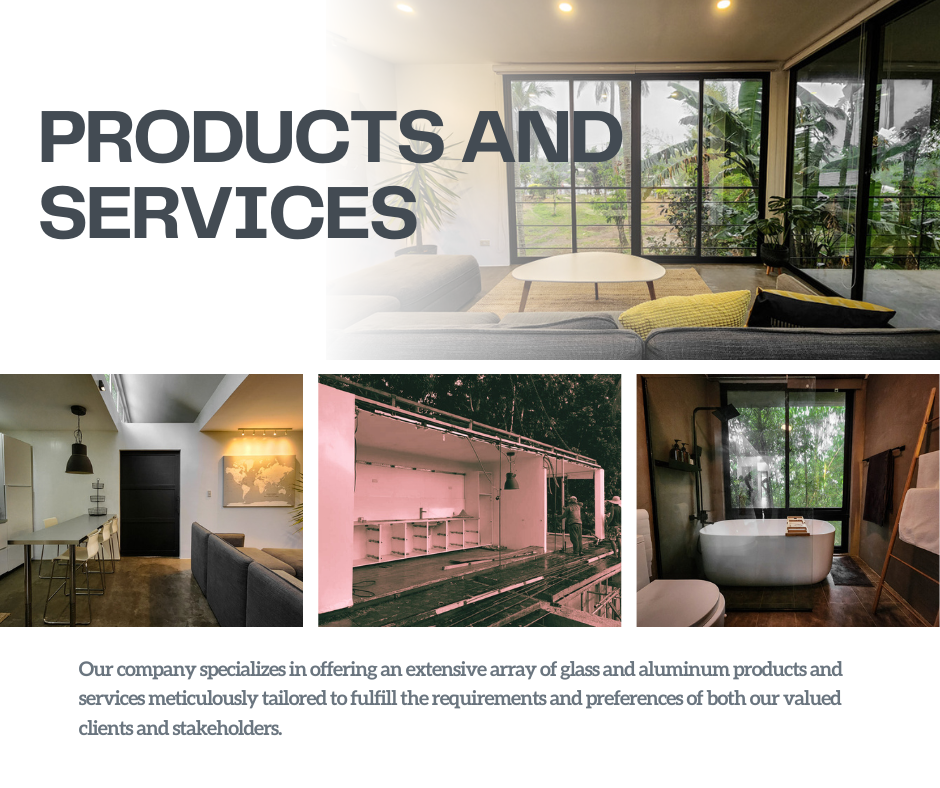 PRODUCTS AND
SERVICES
Our company specializes in offering an extensive array of glass and aluminum products and
services meticulously tailored to fulfill the requirements and preferences of both our valued
clients and stakeholders.